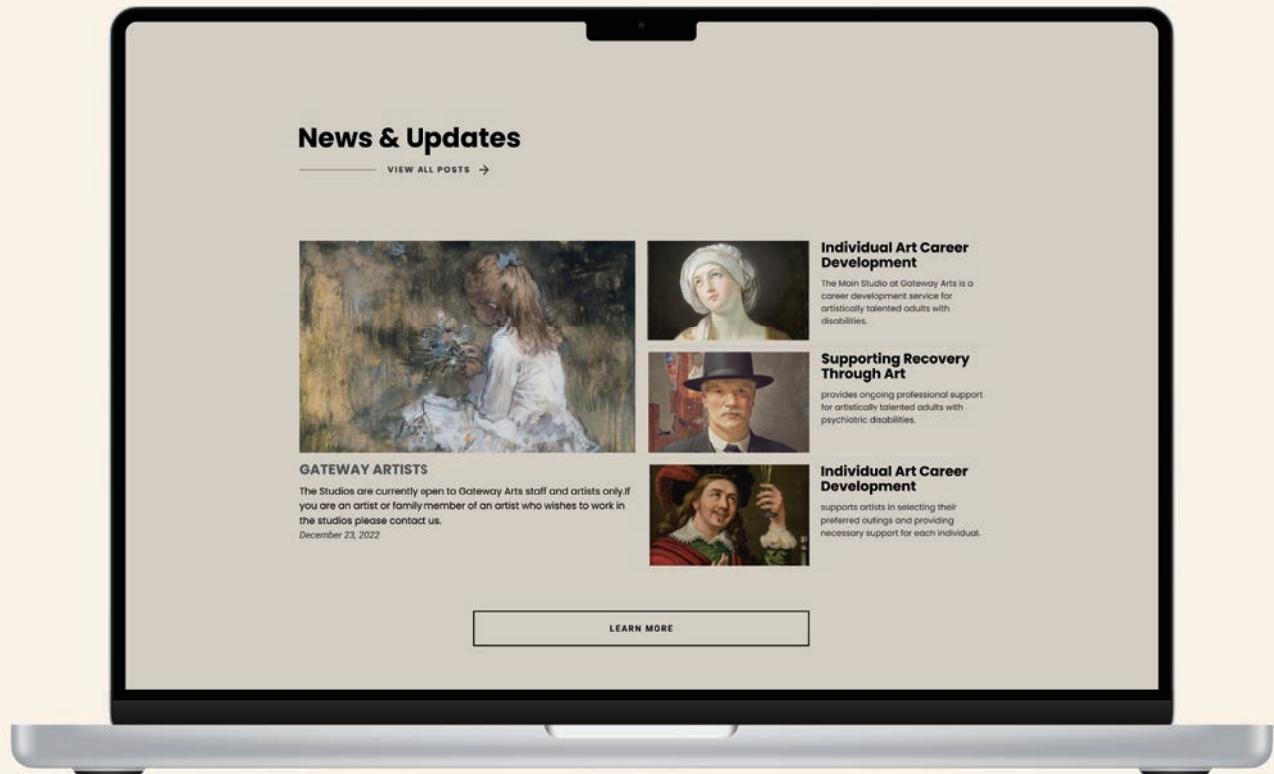 News & Updates
VIEW ALL POSTS →
GATEWAY ARTISTS
The Studios are currently open to Gateway Arts staff and artists only.If
you are an artist or family member of an artist who wishes to work in
the studios please contact us.
December 23, 2022
Individual Art Career
Development
The Main Studio at Gateway Arts is a
career development service for
artistically talented adults with
disabilities.
Supporting Recovery
Through Art
provides ongoing professional support
for artistically talented adults with
psychiatric disabilities.
Individual Art Career
Development
supports artists in selecting their
preferred outings and providing
necessary support for each individual.
LEARN MORE